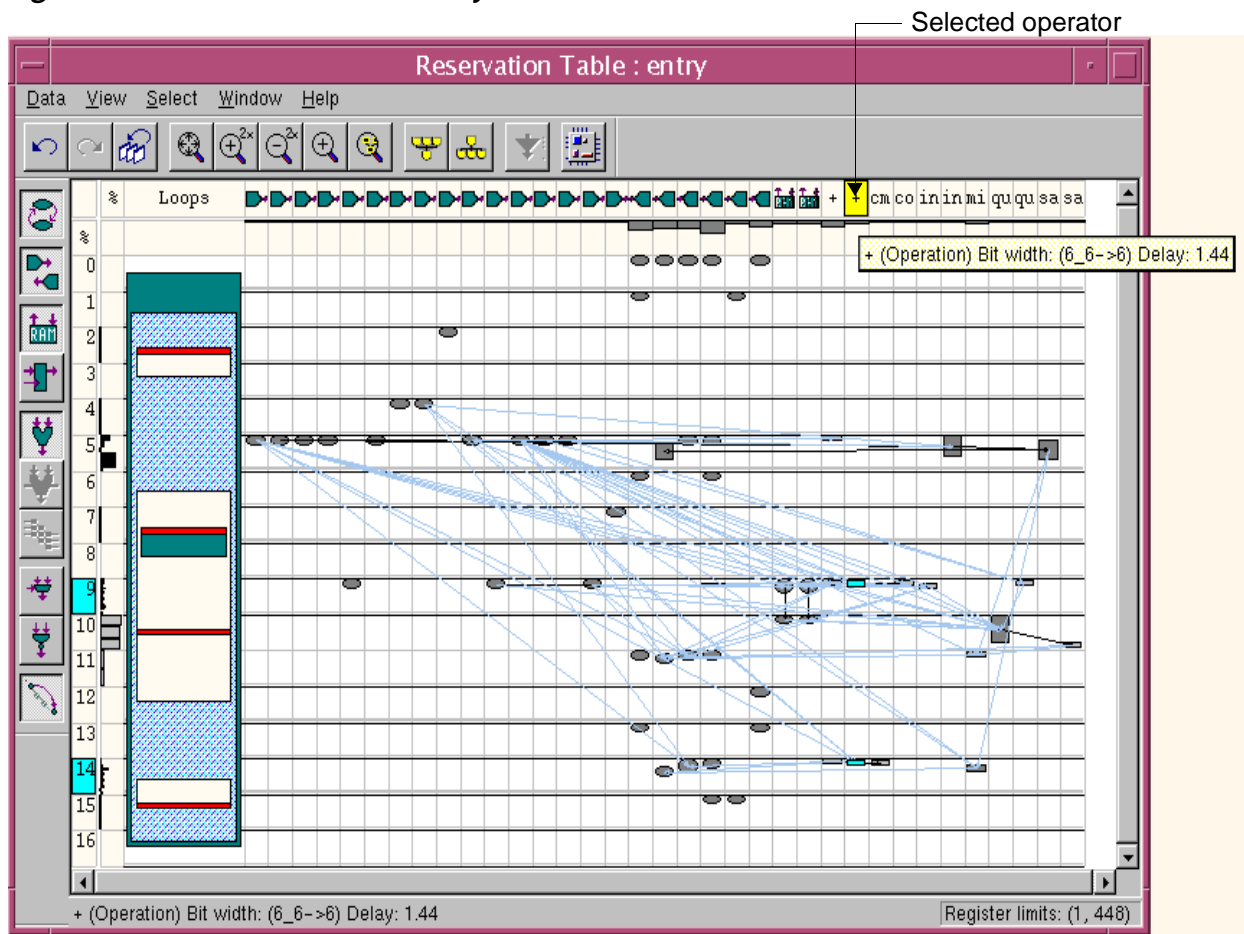 Selected operator
Reservation Table : entry
Data View Select Window Help
2x 2x
% Loops + + cm co in in mi qu qu sa sa
%
+ (Operation) Bit width: (6_6->6) Delay: 1.44
0
1
RAM
2
3
4
5
6
7
8
9
10
11
12
13
14
15
16
+ (Operation) Bit width: (6_6->6) Delay: 1.44 Register limits: (1, 448)